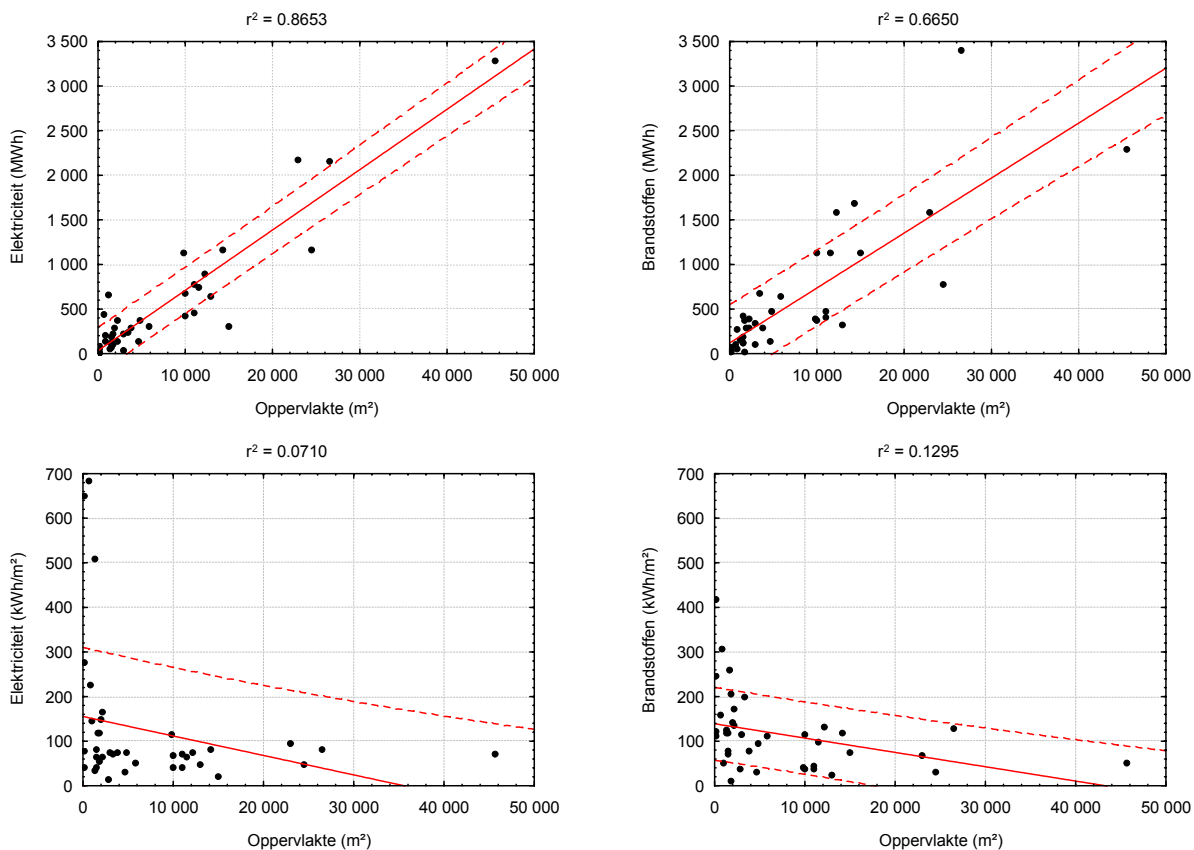 r² = 0.8653
Elektriciteit (MWh)
3 500
3 000
2 500
2 000
1 500
1 000
500
0
0 10 000 20 000 30 000 40 000 50 000
Oppervlakte (m²)
r² = 0.6650
Brandstoffen (MWh)
3 500
3 000
2 500
2 000
1 500
1 000
500
0
0 10 000 20 000 30 000 40 000 50 000
Oppervlakte (m²)
r² = 0.0710
Elektriciteit (kWh/m²)
700
600
500
400
300
200
100
0
0 10 000 20 000 30 000 40 000 50 000
Oppervlakte (m²)
r² = 0.1295
Brandstoffen (kWh/m²)
700
600
500
400
300
200
100
0
0 10 000 20 000 30 000 40 000 50 000
Oppervlakte (m²)